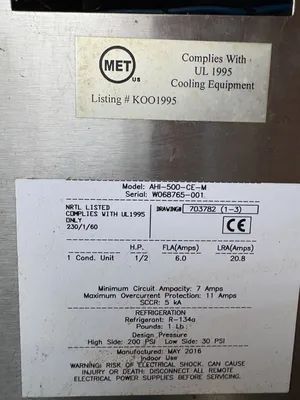 MET
US
Complies With
UL 1995
Cooling Equipment
Listing # KOO1995
Model: AHI-500-CE-M
Serial: W068765-001
NRTL LISTED
COMPLIES WITH UL1995
ONLY
230/1/60
DRAWING# 703782 (1-3)
CE
H.P. FLA(Amps) LRA(Amps)
1 Cond. Unit 1/2 6.0 20.8
Minimum Circuit Ampacity: 7 Amps
Maximum Overcurrent Protection: 11 Amps
SCCR: 5 kA
REFRIGERATION
Refrigerant: R-134a
Pounds: 1 Lb
Design Pressure
High Side: 200 PSI Low Side: 30 PSI
Manufactured: MAY 2016
Indoor Use
WARNING: RISK OF ELECTRICAL SHOCK. CAN CAUSE
INJURY OR DEATH: DISCONNECT ALL REMOTE
ELECTRICAL POWER SUPPLIES BEFORE SERVICING.